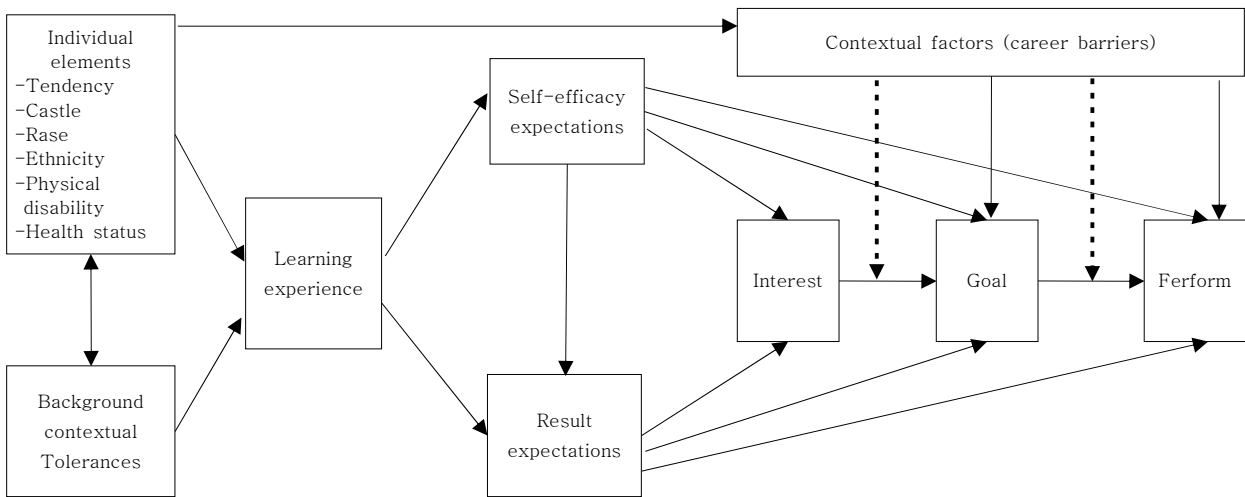 Individual
elements
-Tendency
-Castle
-Rase
-Ethnicity
-Physical
disability
-Health status
Contextual factors (career barriers)
Self-efficacy
expectations
Learning
experience
Interest
Goal
Ferform
Background
contextual
Tolerances
Result
expectations